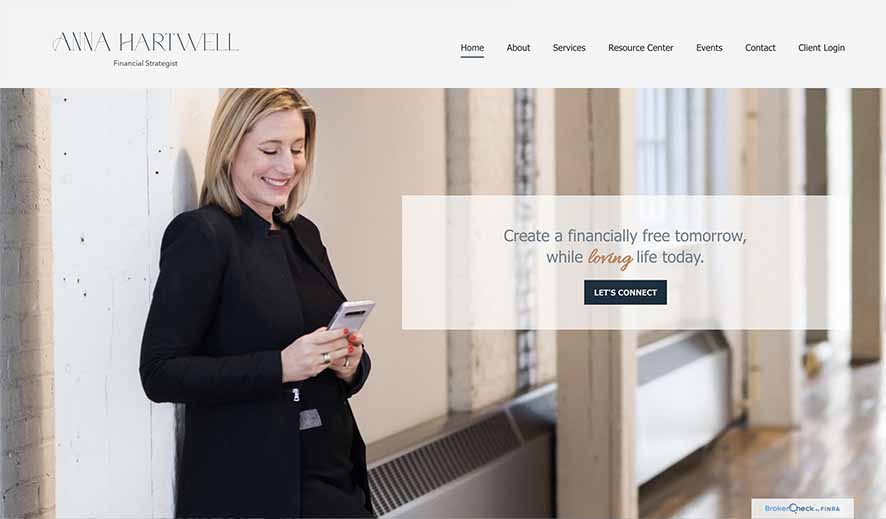 ANNA HARTWELL
Financial Strategist
Home About Services Resource Center Events Contact Client Login
Create a financially free tomorrow,
while loving life today.
LET'S CONNECT
BrokerCheck by FINRA